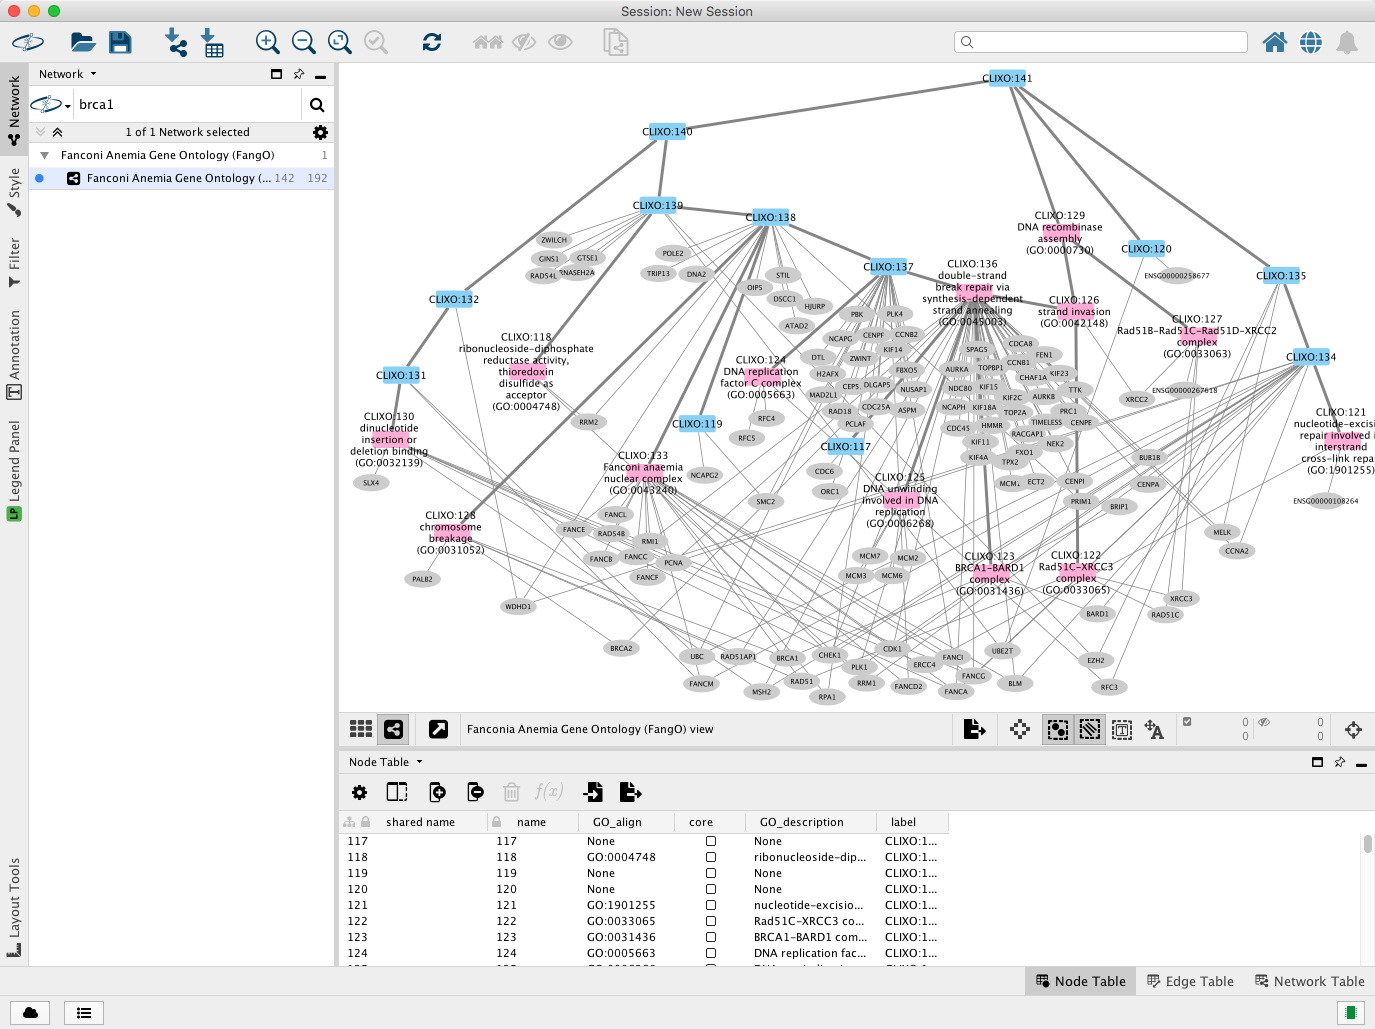 Session: New Session
Network
brca1
1 of 1 Network selected
Fanconi Anemia Gene Ontology (FangO) 1
Fanconi Anemia Gene Ontology (... 142 192
Network
Style
Filter
Annotation
Legend Panel
LP
Layout Tools
CLIXO:141
CLIXO:140
CLIXO:139
CLIXO:138
CLIXO:129
DNA recombinase
assembly
(GO:0000730)
CLIXO:120
ENSG00000258677
CLIXO:135
CLIXO:137
CLIXO:136
double-strand
break repair via
synthesis-dependent
strand annealing
(GO:0045003)
CLIXO:126
strand invasion
(GO:0042148)
CLIXO:127
Rad51B-Rad51C-Rad51D-XRCC2
complex
(GO:0033063)
CLIXO:134
ZWILCH
GINS1
GTSE1
RAD54L
RNASEH2A
POLE2
TRIP13
DNA2
STIL
OIP5
DSCC1
HJURP
ATAD2
CLIXO:132
CLIXO:118
ribonucleoside-diphosphate
reductase activity,
thioredoxin
disulfide as
acceptor
(GO:0004748)
CLIXO:131
CLIXO:130
dinucleotide
insertion or
deletion binding
(GO:0032139)
SLX4
RRM2
CLIXO:124
DNA replication
factor C complex
(GO:0005663)
RFC4
RFC5
CLIXO:119
NCAPG2
CLIXO:133
Fanconi anaemia
nuclear complex
(GO:0043240)
CLIXO:128
chromosome
breakage
(GO:0031052)
PALB2
PBK
PLK4
NCAPG
CENPF
CCNB2
DTL
ZWINT
KIF14
H2AFX
FBXO5
CEP55
DLGAP5
MAD2L1
NUSAP1
RAD18
CDC25A
ASPM
PCLAF
CLIXO:117
CDC6
ORC1
SMC2
SPAG5
CDCA8
FEN1
CCNB1
AURKA
TOP2BP1
CHAF1A
KIF23
NDC80
KIF15
TTK
KIF2C
AURKB
NCAPH
KIF18A
TOP2A
PRC1
CDC45
HMMR
TIMELESS
CENPE
RACGAP1
KIF11
NEK2
EXO1
KIF4A
TPX2
ECT2
CENPI
PRIM1
BRIP1
BUB1B
CENPA
XRCC2
ENSG00000267618
CLIXO:121
nucleotide-excisi
repair involved i
interstrand
cross-link repa
(GO:1901255)
ENSG00000108264
CLIXO:125
DNA unwinding
involved in DNA
replication
(GO:0006268)
MCM7
MCM2
MCM3
MCM6
CLIXO:123
BRCA1-BARD1
complex
(GO:0031436)
CLIXO:122
Rad51C-XRCC3
complex
(GO:0033065)
MELK
CCNA2
FANCL
FANCE
RAD54B
RMI1
FANCB
FANCC
PCNA
FANCF
WDHD1
BARD1
XRCC3
RAD51C
BRCA2
UBC
RAD51AP1
BRCA1
CHEK1
CDK1
PLK1
ERCC4
FANCI
UBE2T
EZH2
FANCM
MSH2
RAD51
RPA1
RRM1
FANCD2
FANCG
FANCA
BLM
RFC3
Fanconia Anemia Gene Ontology (FangO) view
0 0
0 0
Node Table
f(x)
shared name name GO_align core GO_description label
117 117 None None CLIXO:1...
118 118 GO:0004748 ribonucleoside-dip... CLIXO:1...
119 119 None None CLIXO:1...
120 120 None None CLIXO:1...
121 121 GO:1901255 nucleotide-excisio... CLIXO:1...
122 122 GO:0033065 Rad51C-XRCC3 co... CLIXO:1...
123 123 GO:0031436 BRCA1-BARD1 com... CLIXO:1...
124 124 GO:0005663 DNA replication fac... CLIXO:1...
Node Table Edge Table Network Table